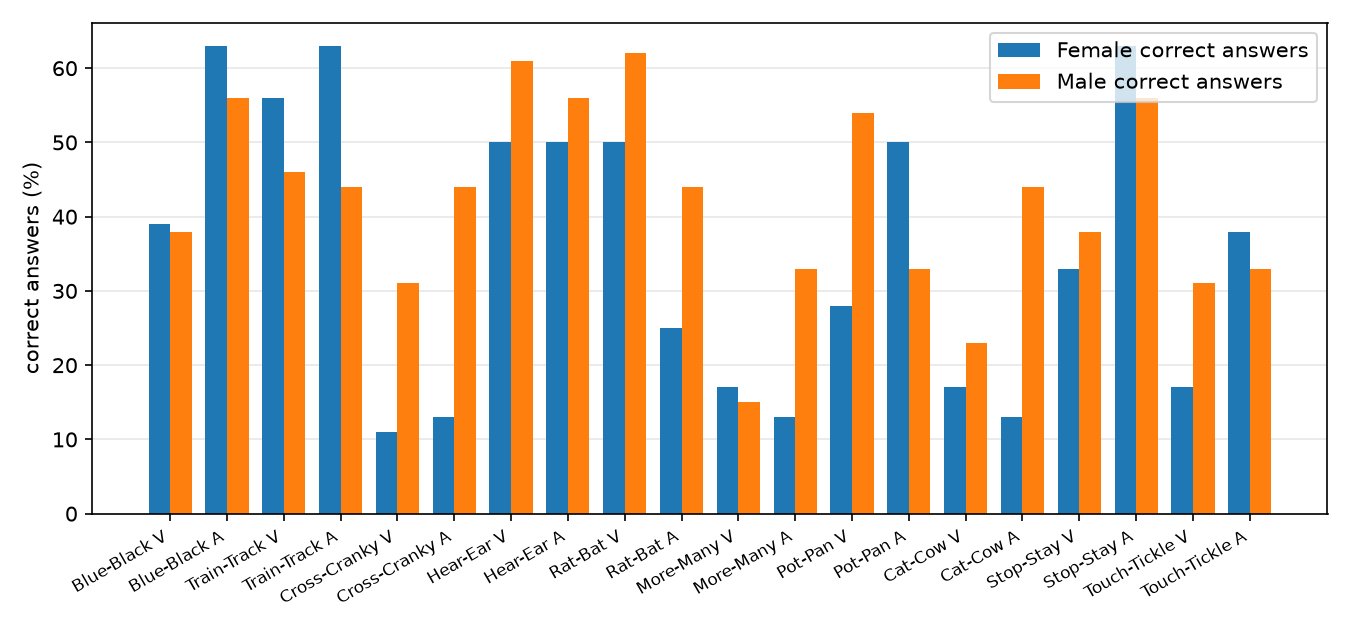 Female correct answers
Male correct answers
correct answers (%)
60
50
40
30
20
10
0
Blue-Black V
Blue-Black A
Train-Track V
Train-Track A
Cross-Cranky V
Cross-Cranky A
Hear-Ear V
Hear-Ear A
Rat-Bat V
Rat-Bat A
More-Many V
More-Many A
Pot-Pan V
Pot-Pan A
Cat-Cow V
Cat-Cow A
Stop-Stay V
Stop-Stay A
Touch-Tickle V
Touch-Tickle A